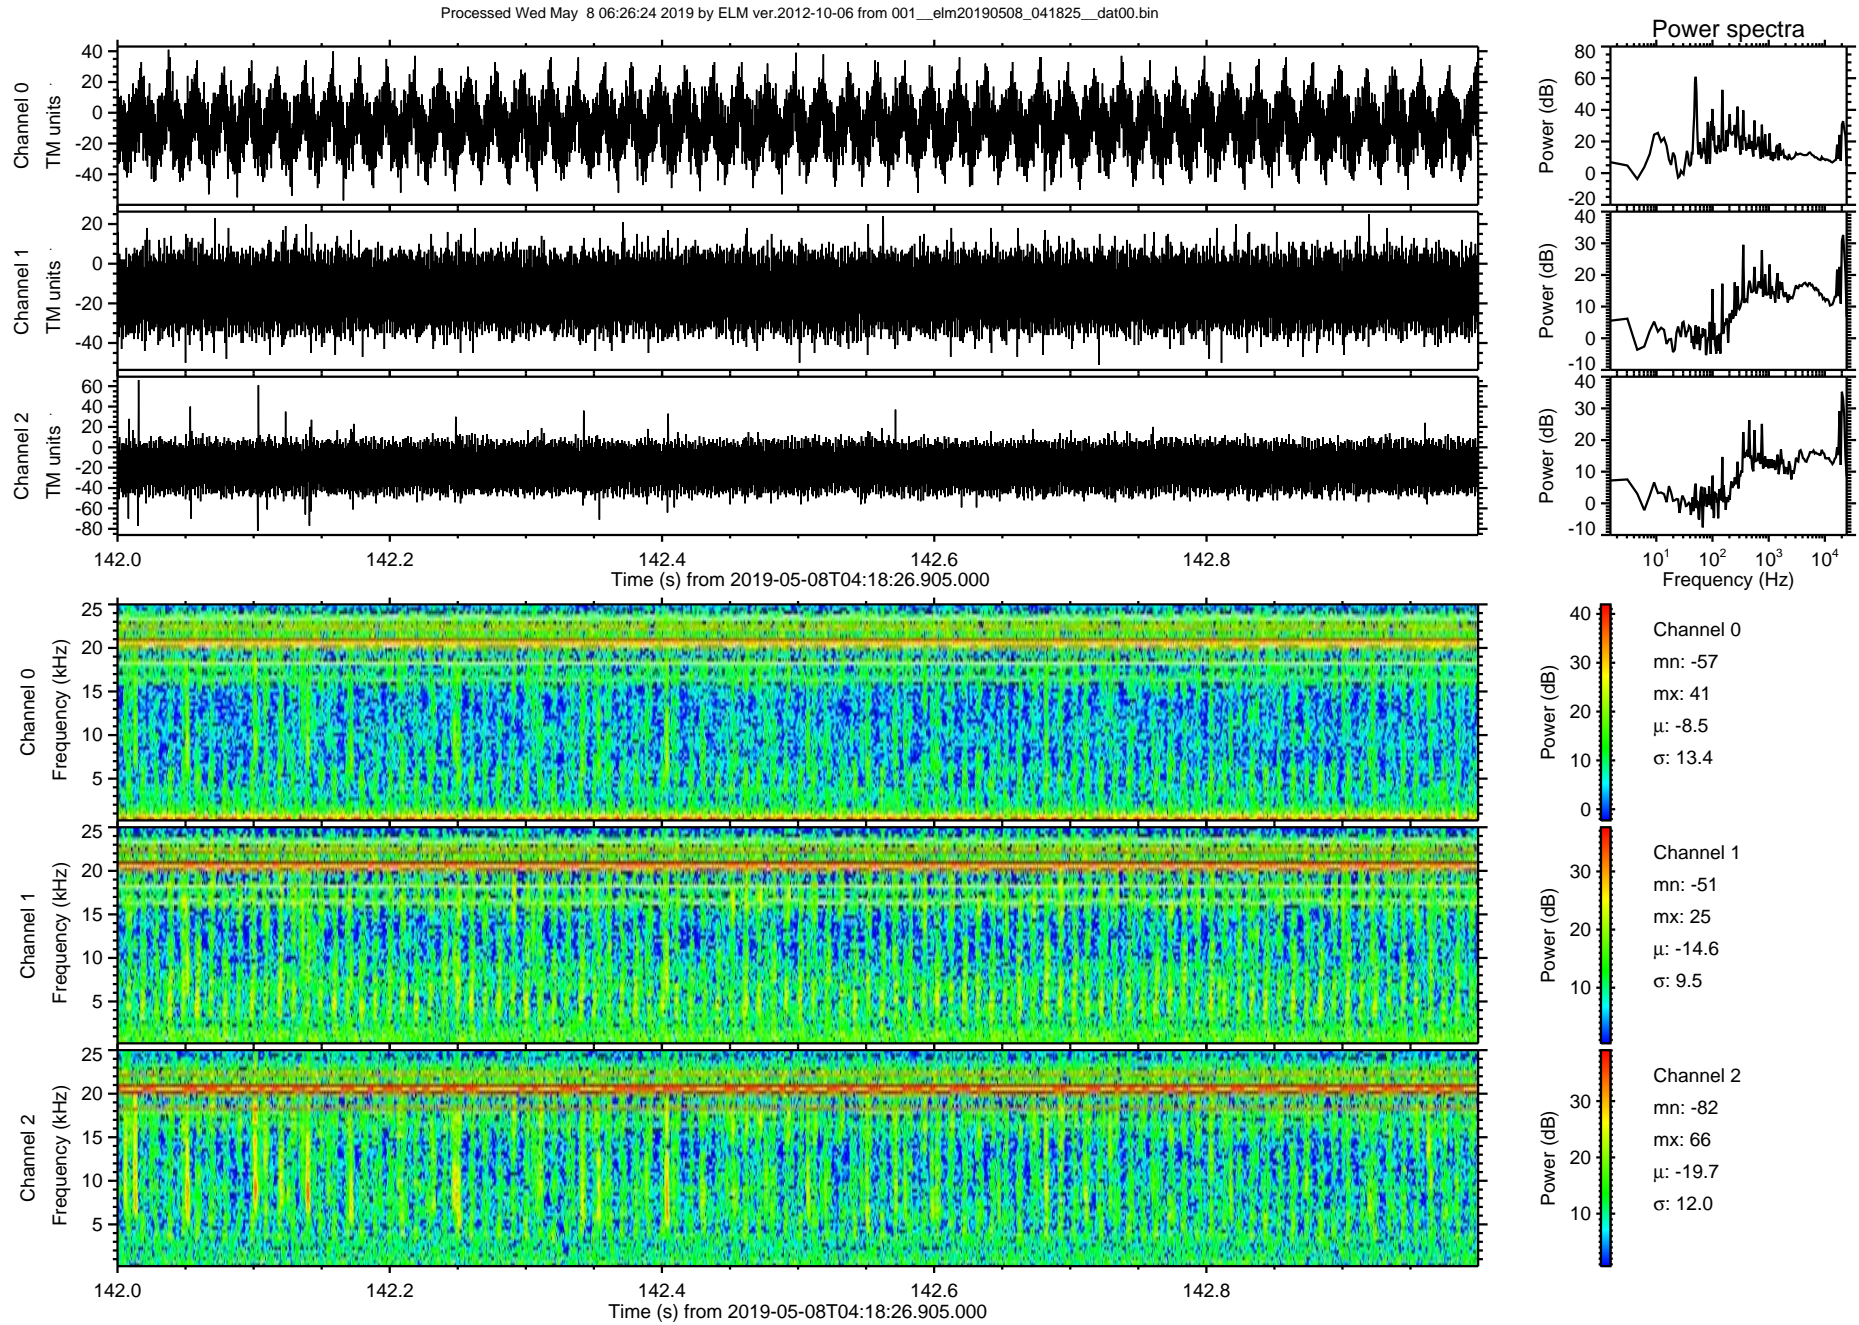 Processed Wed May  8 06:26:24 2019 by ELM ver.2012-10-06 from 001__elm20190508_041825__dat00.bin
Power spectra
Channel 0
TM units
40
20
0
-20
-40
Power (dB)
80
60
40
20
0
-20
Channel 1
TM units
20
0
-20
-40
Power (dB)
40
30
20
10
0
-10
Channel 2
TM units
60
40
20
0
-20
-40
-60
-80
Power (dB)
40
30
20
10
0
-10
142.0 142.2 142.4 142.6 142.8
Time (s) from 2019-05-08T04:18:26.905.000
10¹ 10² 10³ 10⁴
Frequency (Hz)
Channel 0
Frequency (kHz)
25
20
15
10
5
Power (dB)
40
30
20
10
0
Channel 0
mn: -57
mx: 41
μ: -8.5
σ: 13.4
Channel 1
Frequency (kHz)
25
20
15
10
5
Power (dB)
30
20
10
Channel 1
mn: -51
mx: 25
μ: -14.6
σ: 9.5
Channel 2
Frequency (kHz)
25
20
15
10
5
Power (dB)
30
20
10
Channel 2
mn: -82
mx: 66
μ: -19.7
σ: 12.0
142.0 142.2 142.4 142.6 142.8
Time (s) from 2019-05-08T04:18:26.905.000